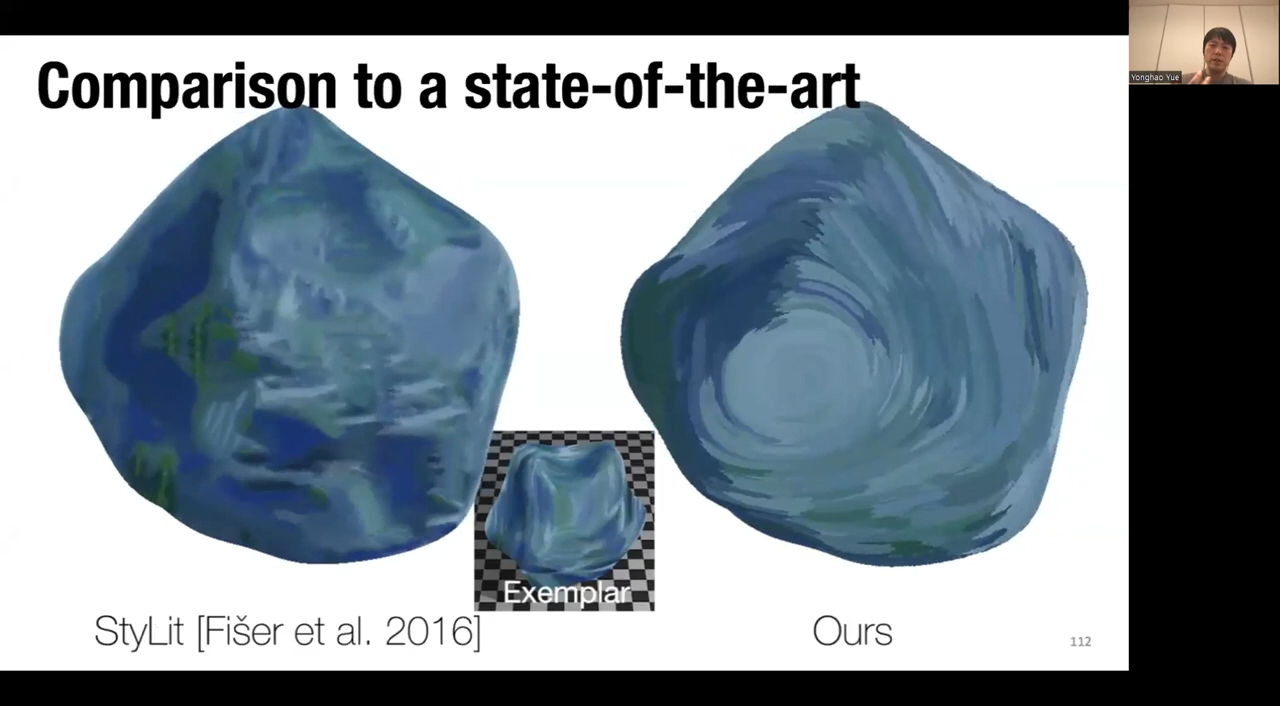 Comparison to a state-of-the-art
Yonghao Yue
Exemplar
StyLit [Fišer et al. 2016]
Ours
112